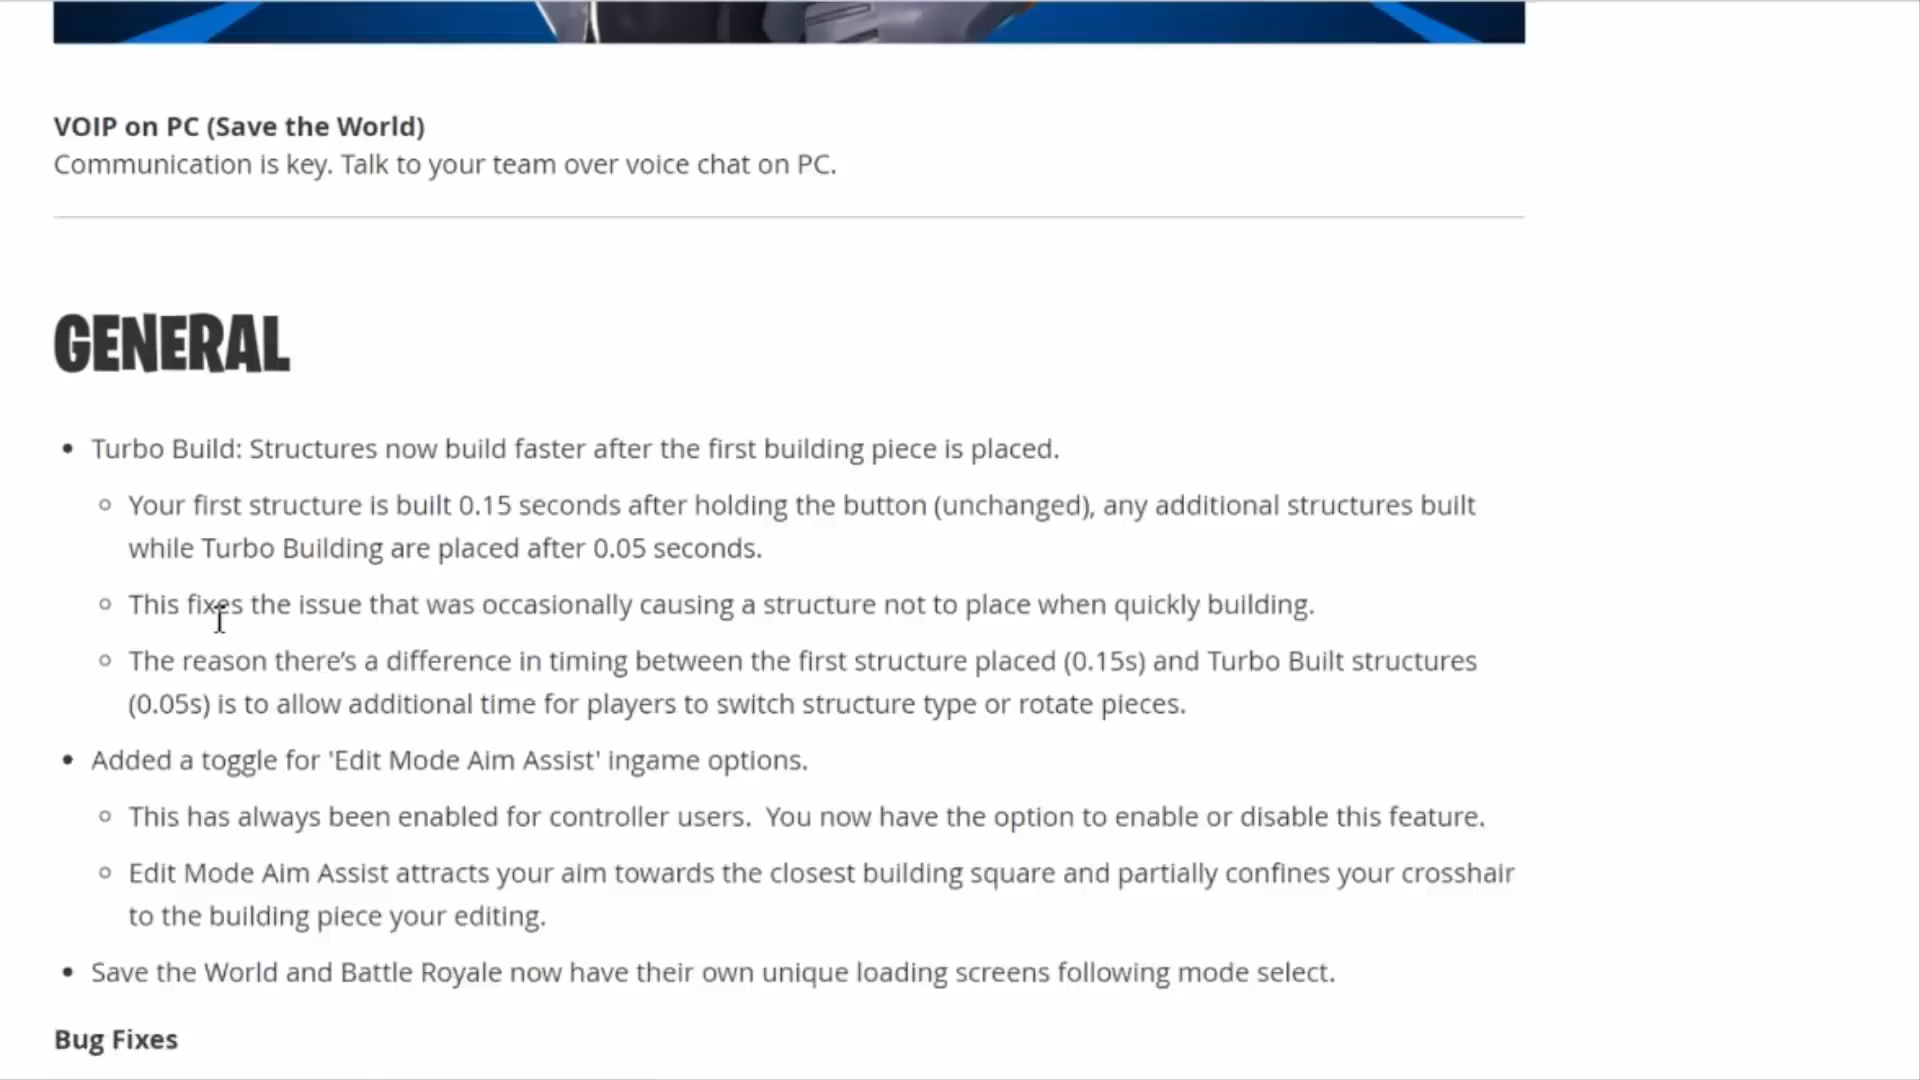 VOIP on PC (Save the World)
Communication is key. Talk to your team over voice chat on PC.
GENERAL
Turbo Build: Structures now build faster after the first building piece is placed.
Your first structure is built 0.15 seconds after holding the button (unchanged), any additional structures built
while Turbo Building are placed after 0.05 seconds.
This fixes the issue that was occasionally causing a structure not to place when quickly building.
The reason there’s a difference in timing between the first structure placed (0.15s) and Turbo Built structures
(0.05s) is to allow additional time for players to switch structure type or rotate pieces.
Added a toggle for 'Edit Mode Aim Assist' ingame options.
This has always been enabled for controller users.  You now have the option to enable or disable this feature.
Edit Mode Aim Assist attracts your aim towards the closest building square and partially confines your crosshair
to the building piece your editing.
Save the World and Battle Royale now have their own unique loading screens following mode select.
Bug Fixes